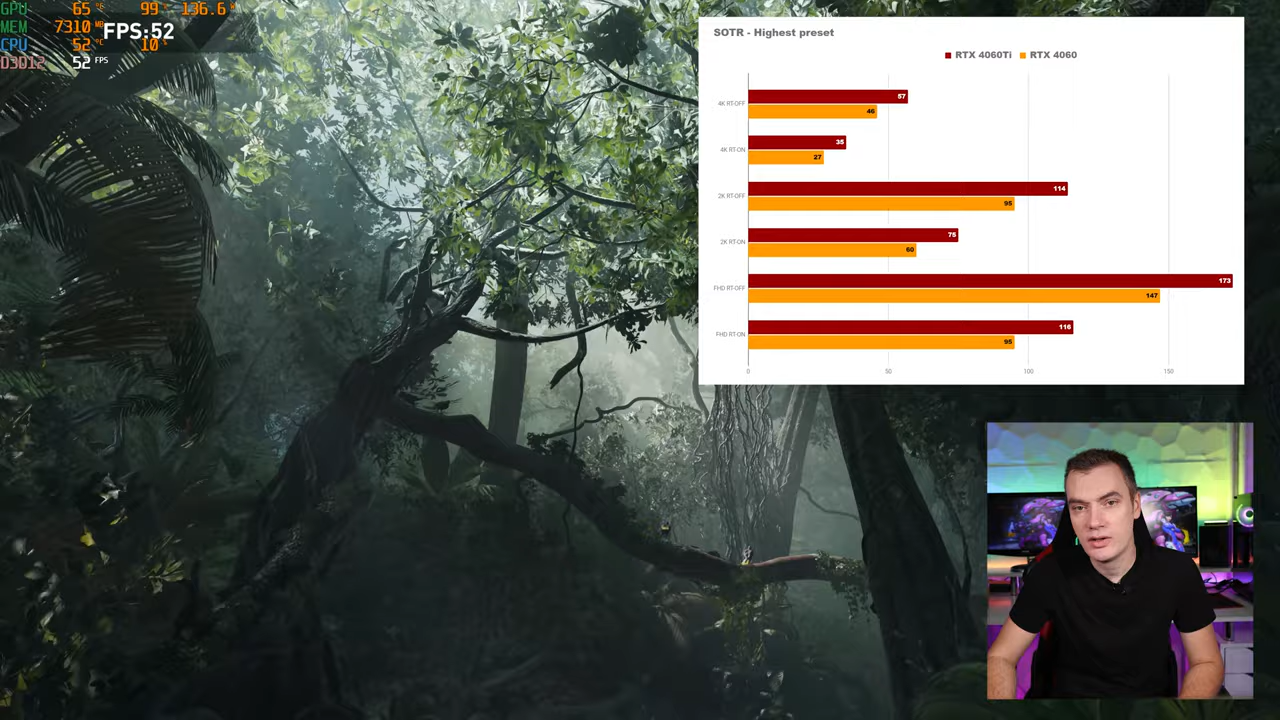 GPU 65 °C 99 % 136.6 W
MEM 7310 MB
FPS:52
CPU 52 °C 10 %
D3D12 52 FPS
SOTR - Highest preset
RTX 4060Ti RTX 4060
4K RT-OFF 57
46
4K RT-ON 35
27
2K RT-OFF 114
95
2K RT-ON 75
60
FHD RT-OFF 173
147
FHD RT-ON 116
95
0 50 100 150